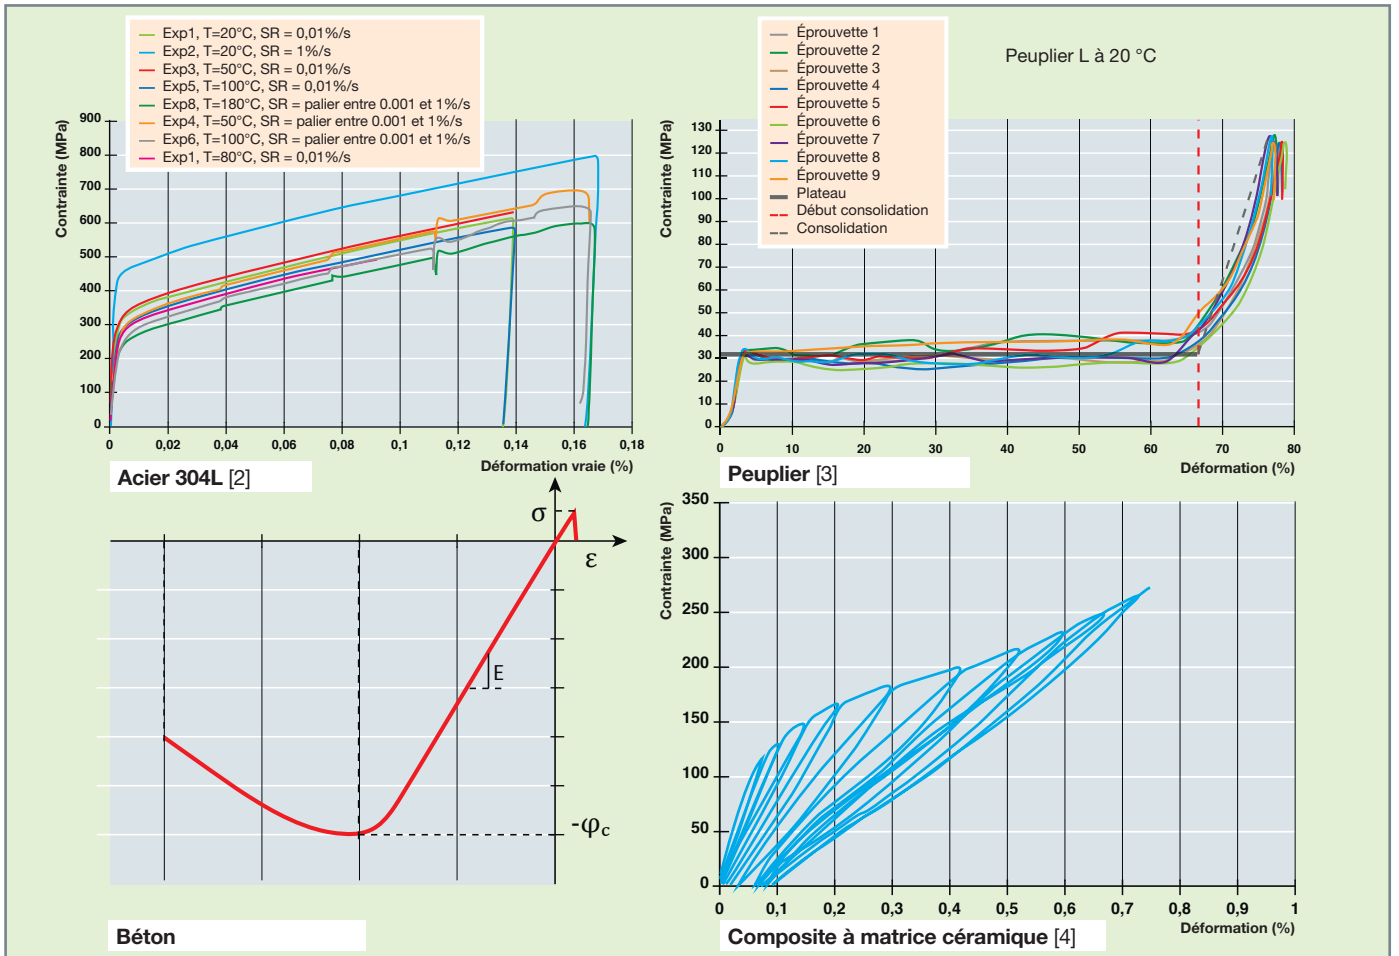 Exp1, T=20°C, SR = 0,01%/s
Exp2, T=20°C, SR = 1%/s
Exp3, T=50°C, SR = 0,01%/s
Exp5, T=100°C, SR = 0,01%/s
Exp8, T=180°C, SR = palier entre 0.001 et 1%/s
Exp4, T=50°C, SR = palier entre 0.001 et 1%/s
Exp6, T=100°C, SR = palier entre 0.001 et 1%/s
Exp1, T=80°C, SR = 0,01%/s
Contrainte (MPa)
900
800
700
600
500
400
300
200
100
0
0 0,02 0,04 0,06 0,08 0,1 0,12 0,14 0,16 0,18
Déformation vraie (%)
Acier 304L [2]
Éprouvette 1
Éprouvette 2
Éprouvette 3
Éprouvette 4
Éprouvette 5
Éprouvette 6
Éprouvette 7
Éprouvette 8
Éprouvette 9
Plateau
Début consolidation
Consolidation
Peuplier L à 20 °C
Contrainte (MPa)
130
120
110
100
90
80
70
60
50
40
30
20
10
0
0 10 20 30 40 50 60 70 80
Déformation (%)
Peuplier [3]
σ
ε
E
-φc
Béton
Contrainte (MPa)
350
300
250
200
150
100
50
0
0 0,1 0,2 0,3 0,4 0,5 0,6 0,7 0,8 0,9 1
Déformation (%)
Composite à matrice céramique [4]